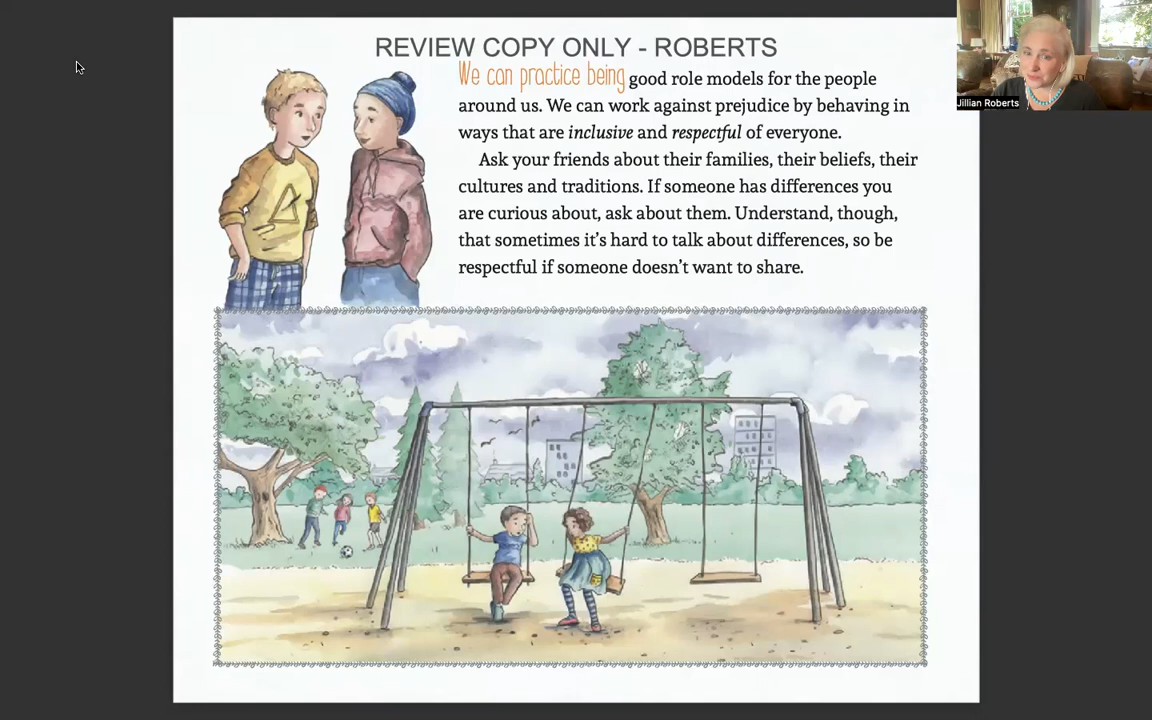 REVIEW COPY ONLY - ROBERTS
We can practice being good role models for the people
around us. We can work against prejudice by behaving in
ways that are inclusive and respectful of everyone.
Ask your friends about their families, their beliefs, their
cultures and traditions. If someone has differences you
are curious about, ask about them. Understand, though,
that sometimes it’s hard to talk about differences, so be
respectful if someone doesn’t want to share.
Jillian Roberts